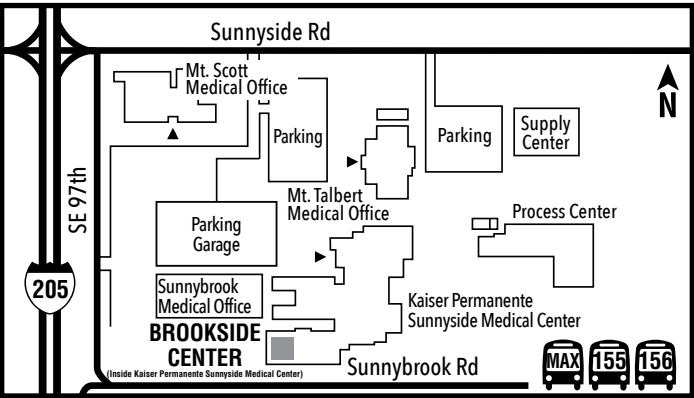 Sunnyside Rd
Mt. Scott
Medical Office
N
Parking
Parking
Supply
Center
SE 97th
Mt. Talbert
Medical Office
Process Center
Parking
Garage
205
Sunnybrook
Medical Office
Kaiser Permanente
Sunnyside Medical Center
BROOKSIDE
CENTER
(Inside Kaiser Permanente Sunnyside Medical Center)
Sunnybrook Rd
MAX
155
156